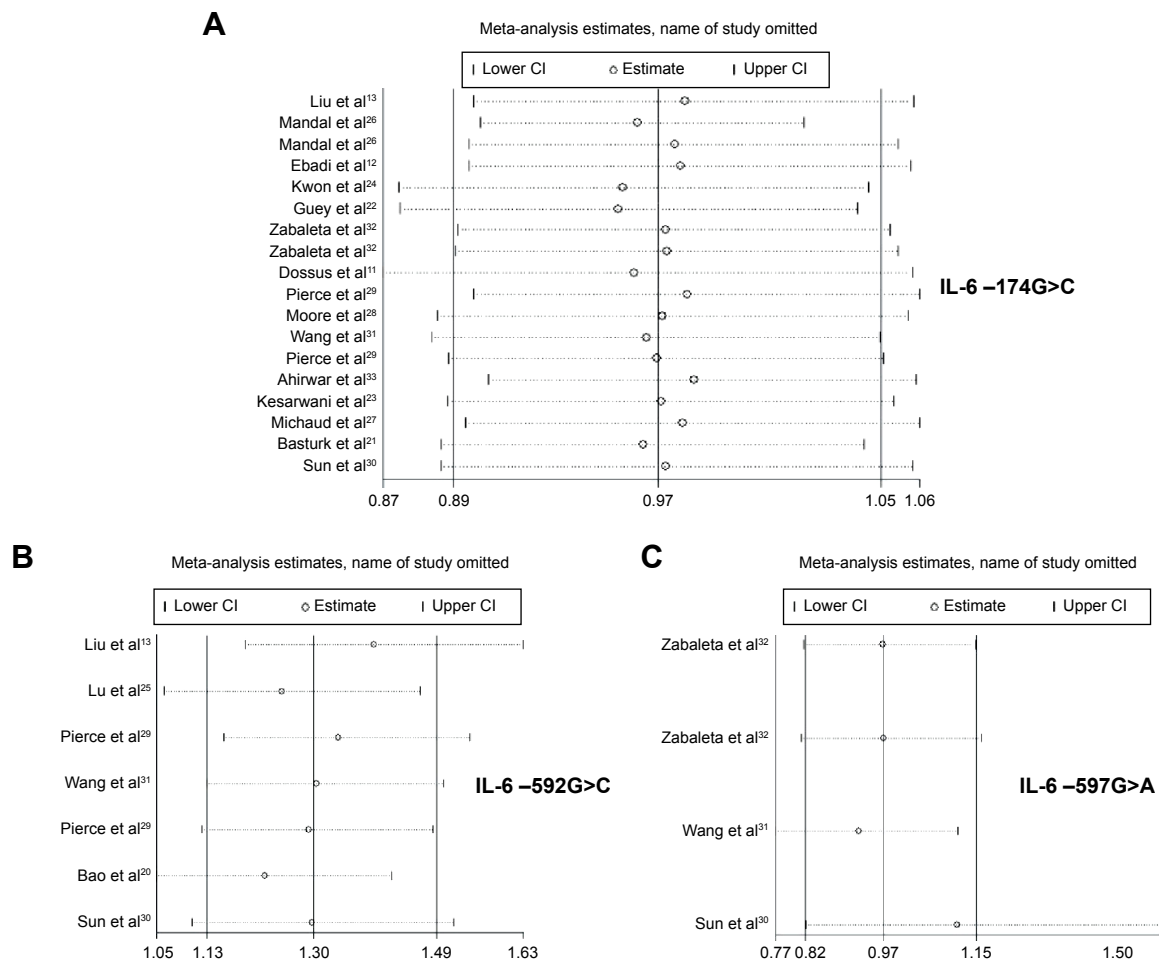 A
Meta-analysis estimates, name of study omitted
Lower CI Estimate Upper CI
Liu et al¹³
Mandal et al²⁶
Mandal et al²⁶
Ebadi et al¹²
Kwon et al²⁴
Guey et al²²
Zabaleta et al³²
Zabaleta et al³²
Dossus et al¹¹
Pierce et al²⁹
IL-6 –174G>C
Moore et al²⁸
Wang et al³¹
Pierce et al²⁹
Ahirwar et al³³
Kesarwani et al²³
Michaud et al²⁷
Basturk et al²¹
Sun et al³⁰
0.87 0.89 0.97 1.05 1.06
B
Meta-analysis estimates, name of study omitted
Lower CI Estimate Upper CI
Liu et al¹³
Lu et al²⁵
Pierce et al²⁹
Wang et al³¹
IL-6 –592G>C
Pierce et al²⁹
Bao et al²⁰
Sun et al³⁰
1.05 1.13 1.30 1.49 1.63
C
Meta-analysis estimates, name of study omitted
Lower CI Estimate Upper CI
Zabaleta et al³²
Zabaleta et al³²
IL-6 –597G>A
Wang et al³¹
Sun et al³⁰
0.77 0.82 0.97 1.15 1.50